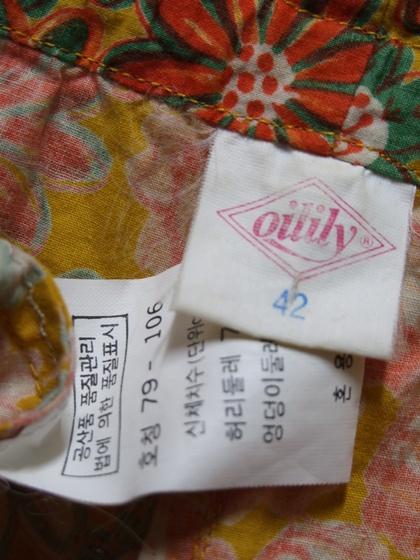 oilily®
42
공산품 품질관리
법에 의한 품질표시
호칭 79-106
신체치수(단위
허리둘레 7
엉덩이둘레
혼 용